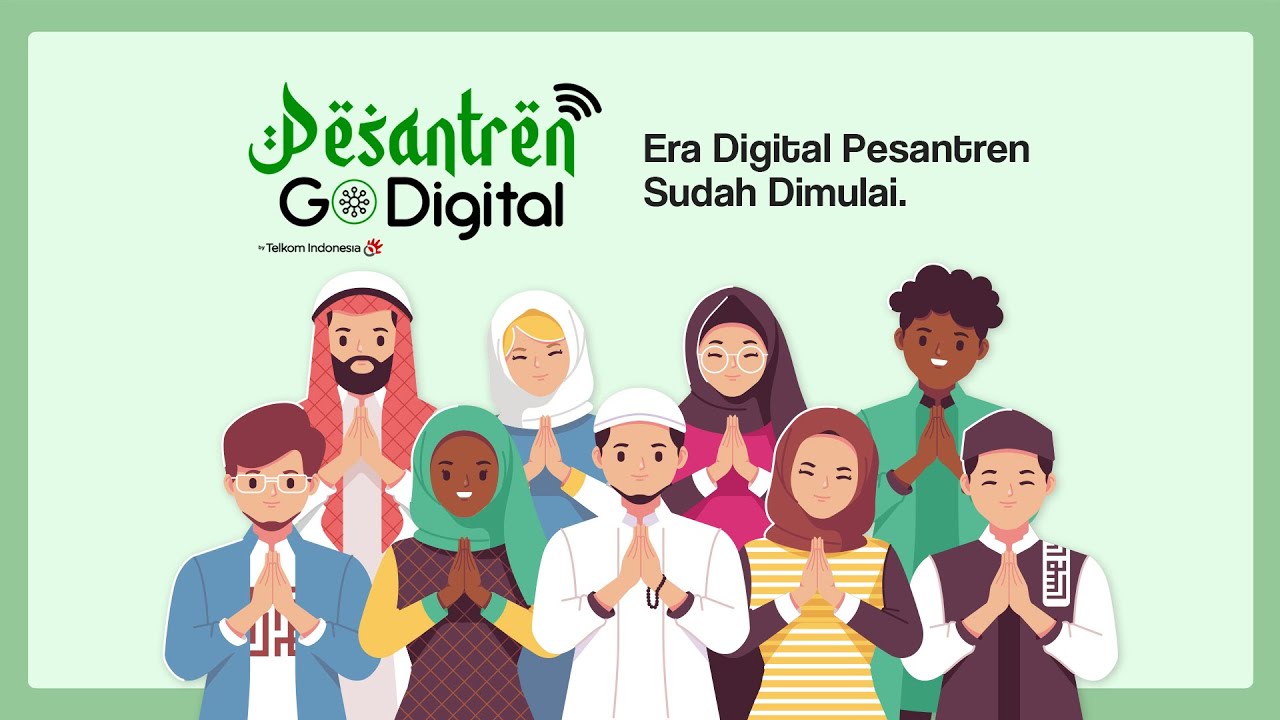 Pesantren
GO Digital
by Telkom Indonesia
Era Digital Pesantren
Sudah Dimulai.